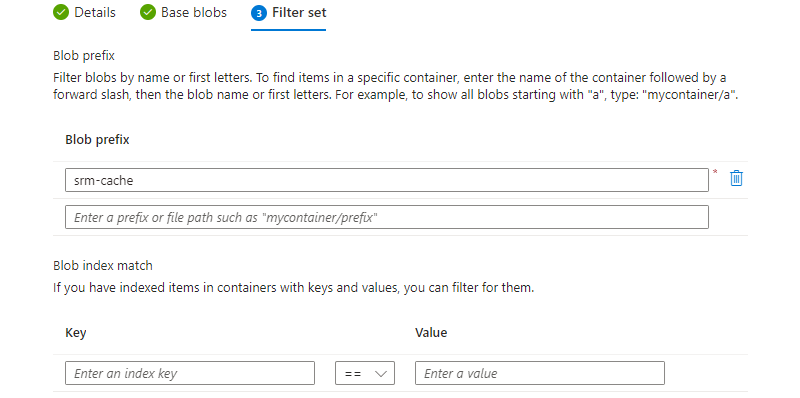 Details
Base blobs
3 Filter set
Blob prefix
Filter blobs by name or first letters. To find items in a specific container, enter the name of the container followed by a
forward slash, then the blob name or first letters. For example, to show all blobs starting with "a", type: "mycontainer/a".
Blob prefix
srm-cache *
Enter a prefix or file path such as "mycontainer/prefix"
Blob index match
If you have indexed items in containers with keys and values, you can filter for them.
Key Value
Enter an index key == Enter a value